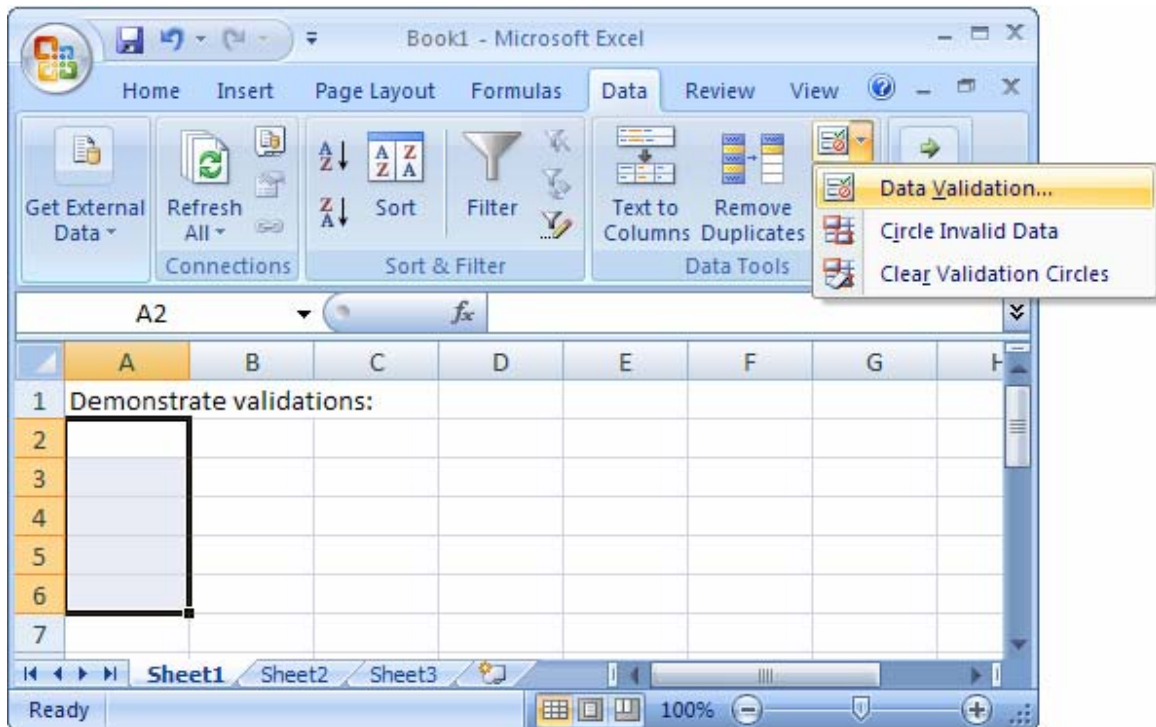 Book1 - Microsoft Excel
Home Insert Page Layout Formulas Data Review View
Get External Data
Refresh All
Connections
A Z
Z A
A Z Z A
Sort
Filter
Sort & Filter
Text to Columns
Remove Duplicates
Data Tools
Data Validation...
Circle Invalid Data
Clear Validation Circles
A2
fx
A B C D E F G H
1 Demonstrate validations:
2
3
4
5
6
7
Sheet1 Sheet2 Sheet3
Ready
100%